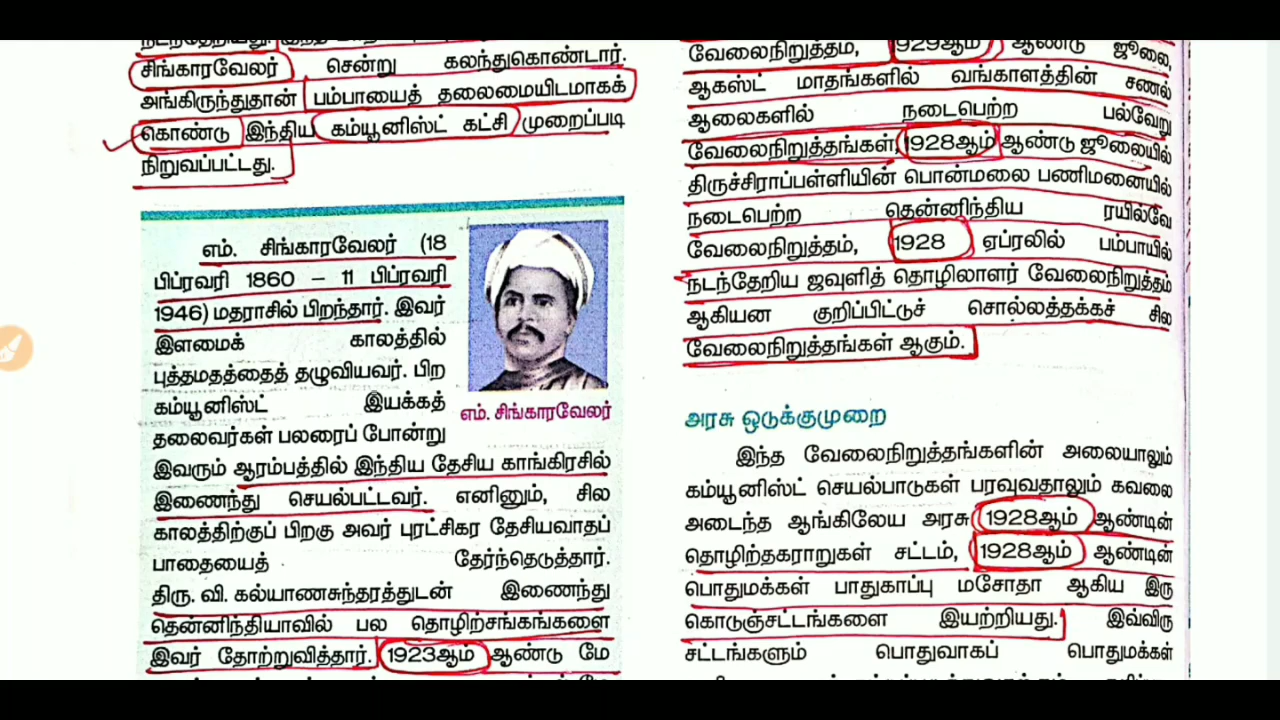 சிங்காரவேலர் சென்று கலந்துகொண்டார்.
அங்கிருந்துதான் பம்பாயைத் தலைமையிடமாகக்
கொண்டு இந்திய கம்யூனிஸ்ட் கட்சி முறைப்படி
நிறுவப்பட்டது.
எம். சிங்காரவேலர் (18
பிப்ரவரி 1860 – 11 பிப்ரவரி
1946) மதராசில் பிறந்தார். இவர்
இளமைக் காலத்தில்
புத்தமதத்தைத் தழுவியவர். பிற
கம்யூனிஸ்ட் இயக்கத்
தலைவர்கள் பலரைப் போன்று
இவரும் ஆரம்பத்தில் இந்திய தேசிய காங்கிரசில்
இணைந்து செயல்பட்டவர். எனினும், சில
காலத்திற்குப் பிறகு அவர் புரட்சிகர தேசியவாதப்
பாதையைத் தேர்ந்தெடுத்தார்.
திரு. வி. கல்யாணசுந்தரத்துடன் இணைந்து
தென்னிந்தியாவில் பல தொழிற்சங்கங்களை
இவர் தோற்றுவித்தார். 1923ஆம் ஆண்டு மே
எம். சிங்காரவேலர்
வேலைநிறுத்தம், 1929ஆம் ஆண்டு ஜூலை,
ஆகஸ்ட் மாதங்களில் வங்காளத்தின் சணல்
ஆலைகளில் நடைபெற்ற பல்வேறு
வேலைநிறுத்தங்கள், 1928ஆம் ஆண்டு ஜூலையில்
திருச்சிராப்பள்ளியின் பொன்மலை பணிமனையில்
நடைபெற்ற தென்னிந்திய ரயில்வே
வேலைநிறுத்தம், 1928 ஏப்ரலில் பம்பாயில்
நடந்தேறிய ஜவுளித் தொழிலாளர் வேலைநிறுத்தம்
ஆகியன குறிப்பிட்டுச் சொல்லத்தக்கச் சில
வேலைநிறுத்தங்கள் ஆகும்.
அரசு ஒடுக்குமுறை
இந்த வேலைநிறுத்தங்களின் அலையாலும்
கம்யூனிஸ்ட் செயல்பாடுகள் பரவுவதாலும் கவலை
அடைந்த ஆங்கிலேய அரசு 1928ஆம் ஆண்டின்
தொழிற்தகராறுகள் சட்டம், 1928ஆம் ஆண்டின்
பொதுமக்கள் பாதுகாப்பு மசோதா ஆகிய இரு
கொடுஞ்சட்டங்களை இயற்றியது. இவ்விரு
சட்டங்களும் பொதுவாகப் பொதுமக்கள்